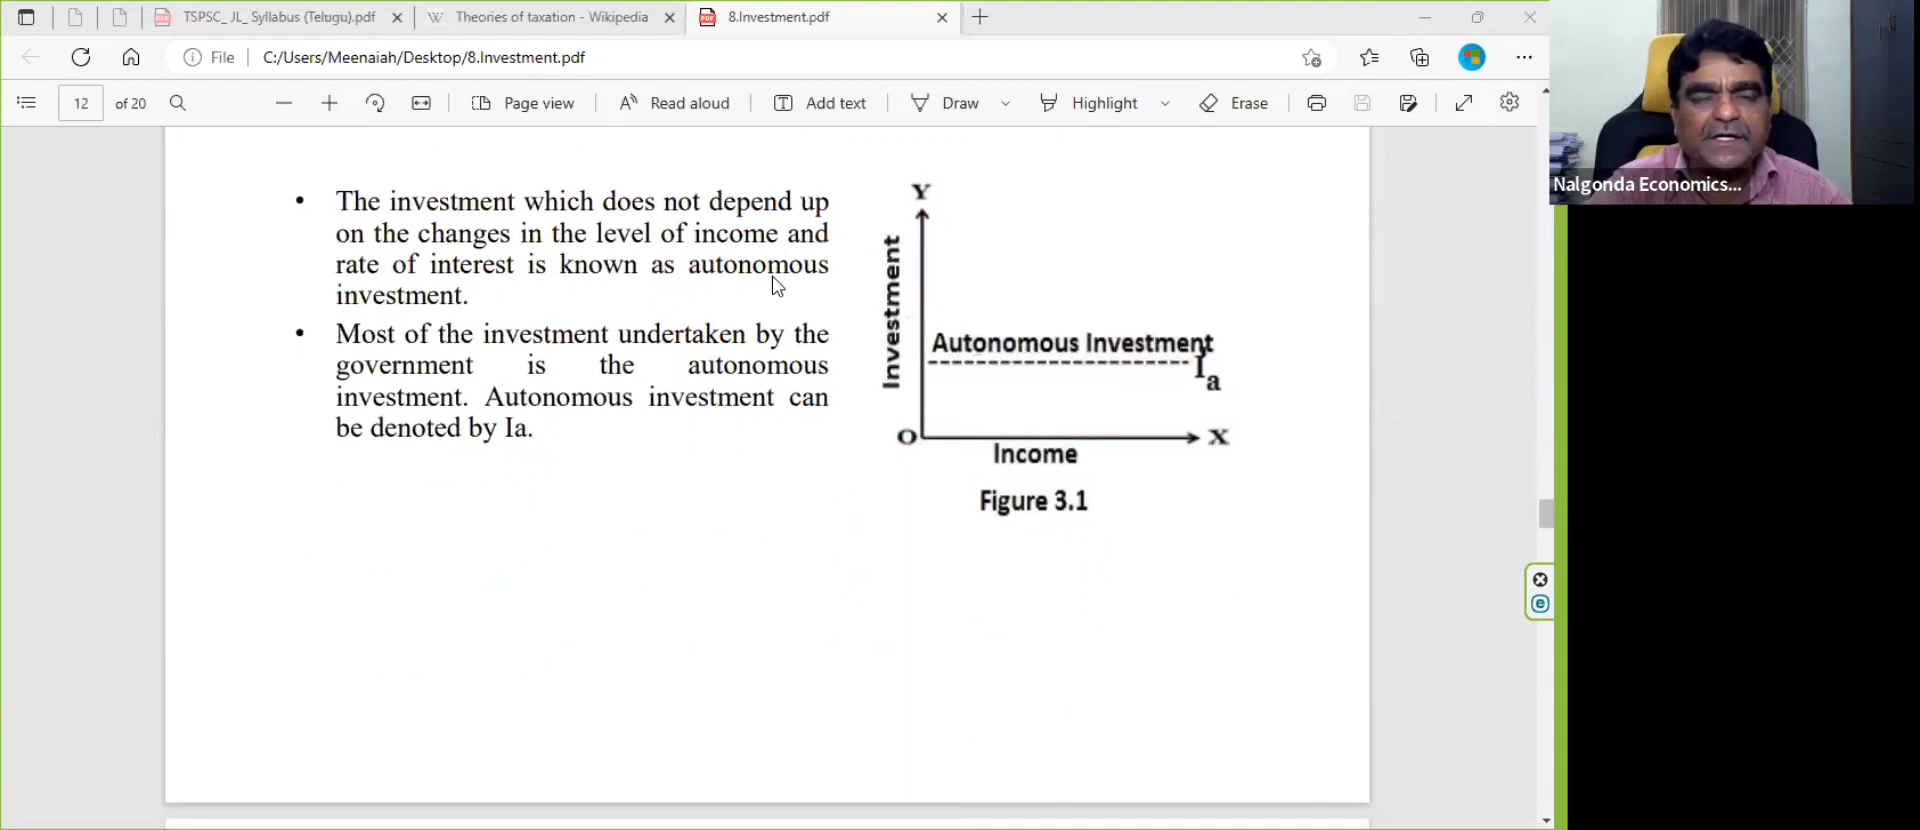 TSPSC_ JL_ Syllabus (Telugu).pdf
Theories of taxation - Wikipedia
8.Investment.pdf
File
C:/Users/Meenaiah/Desktop/8.Investment.pdf
12 of 20
Page view
Read aloud
Add text
Draw
Highlight
Erase
Nalgonda Economics...
• The investment which does not depend up
on the changes in the level of income and
rate of interest is known as autonomous
investment.
• Most of the investment undertaken by the
government is the autonomous
investment. Autonomous investment can
be denoted by Ia.
Y
Investment
Autonomous Investment
Ia
O
X
Income
Figure 3.1